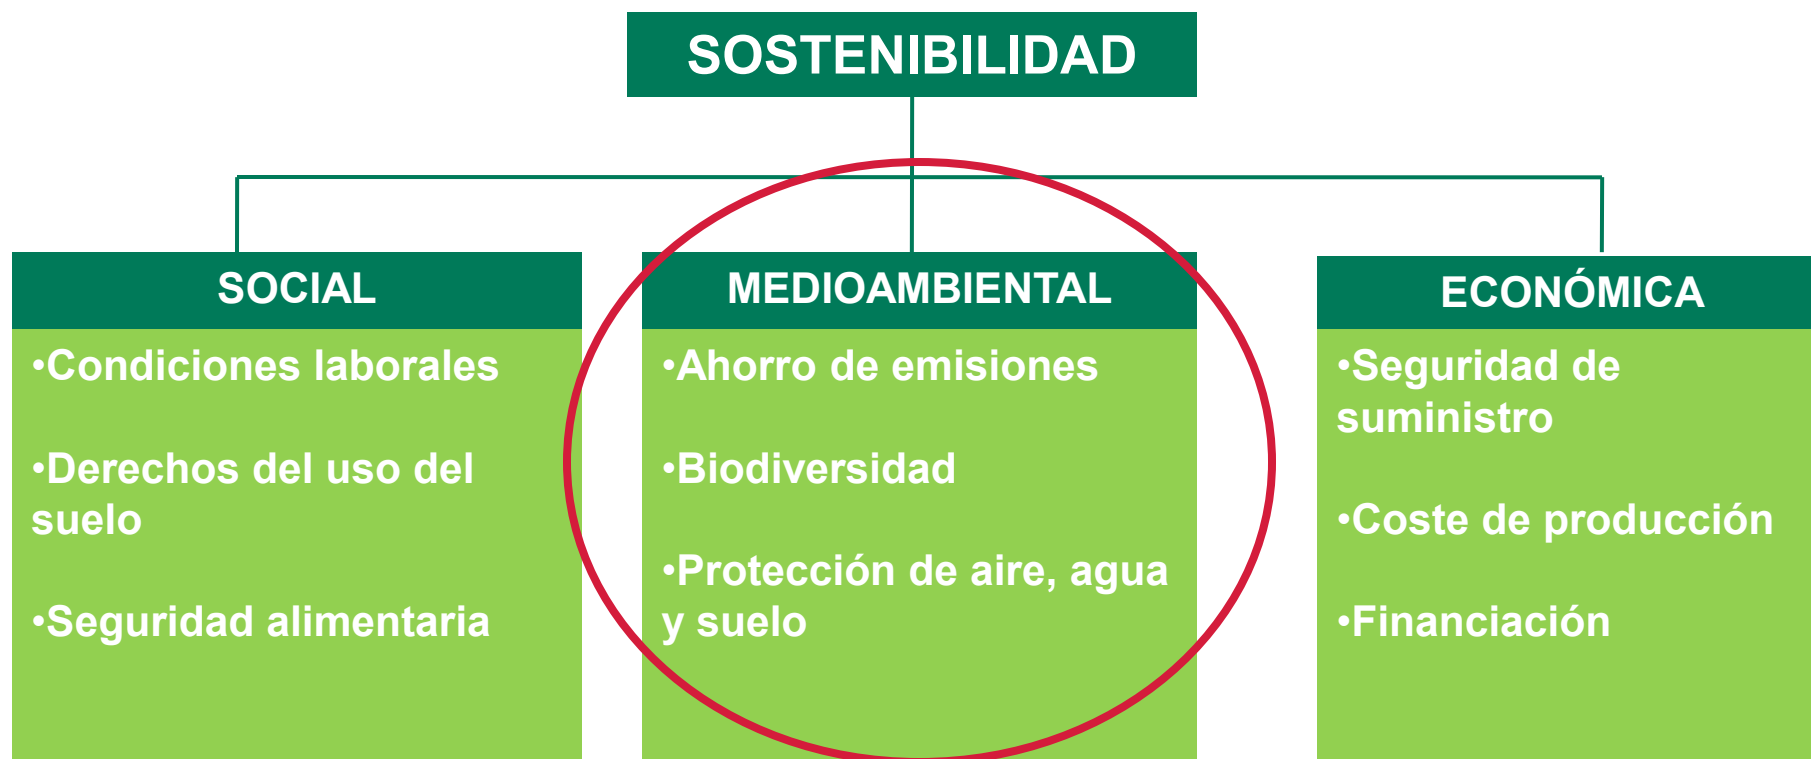 SOSTENIBILIDAD
SOCIAL
•Condiciones laborales
•Derechos del uso del
suelo
•Seguridad alimentaria
MEDIOAMBIENTAL
•Ahorro de emisiones
•Biodiversidad
•Protección de aire, agua
y suelo
ECONÓMICA
•Seguridad de
suministro
•Coste de producción
•Financiación